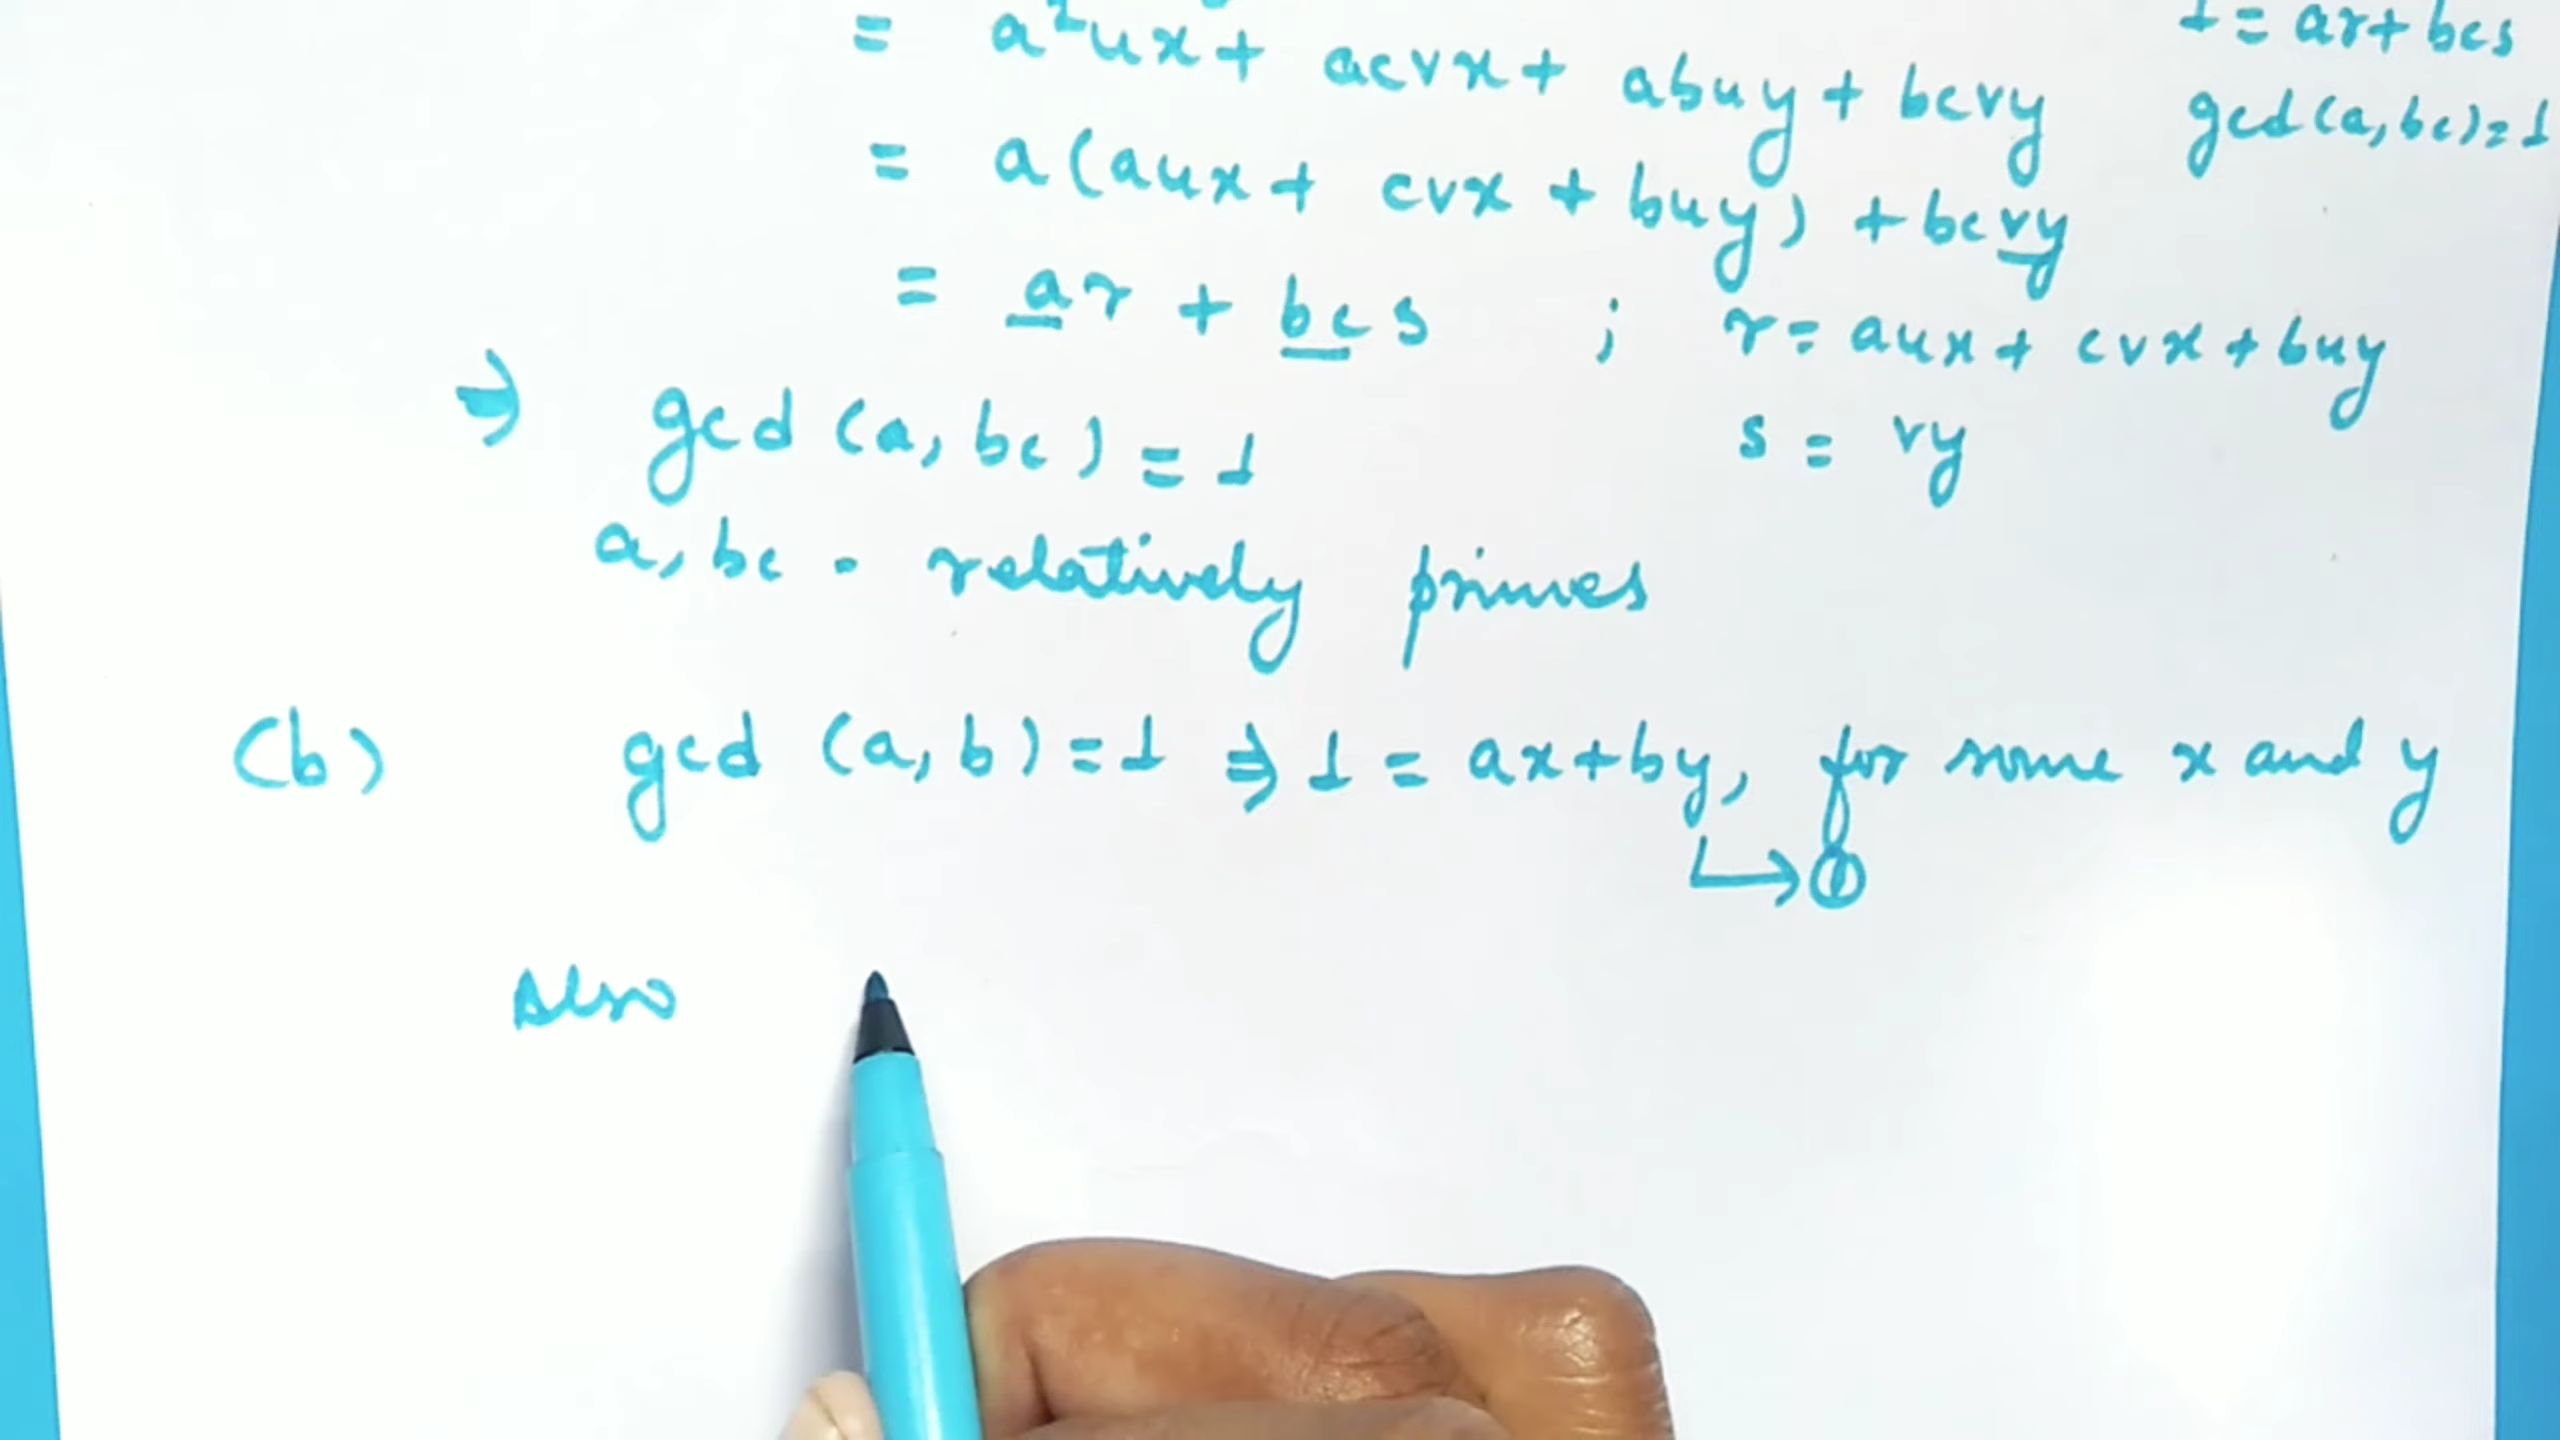 = a²ux + acvx + abuy + bcvy
1 = ar + bcs
gcd(a,bc)=1
= a(aux + cvx + buy) + bcvy
= ar + bcs ; r = aux + cvx + buy
⇒ gcd (a, bc) = 1
s = vy
a, bc - relatively primes
(b) gcd (a, b) = 1 ⇒ 1 = ax+by, for some x and y
↳ ①
Also